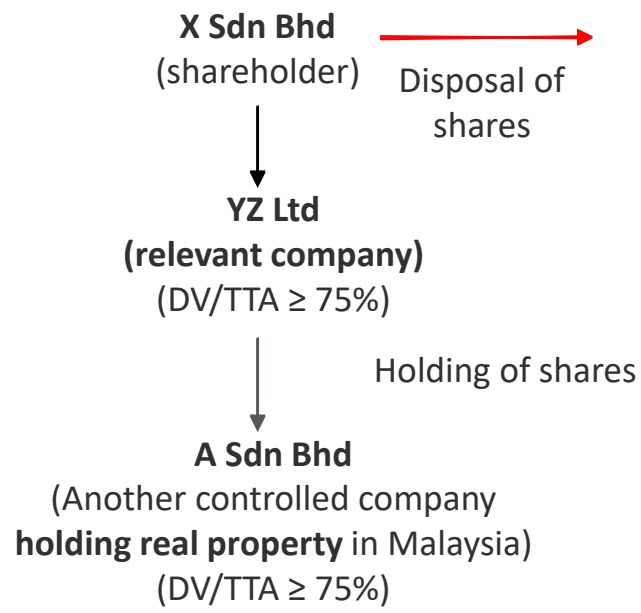 X Sdn Bhd
(shareholder)
Disposal of
shares
YZ Ltd
(relevant company)
(DV/TTA ≥ 75%)
Holding of shares
A Sdn Bhd
(Another controlled company
holding real property in Malaysia)
(DV/TTA ≥ 75%)